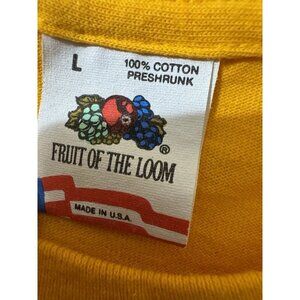 L
100% COTTON
PRESHRUNK
®
FRUIT OF THE LOOM
MADE IN U.S.A.